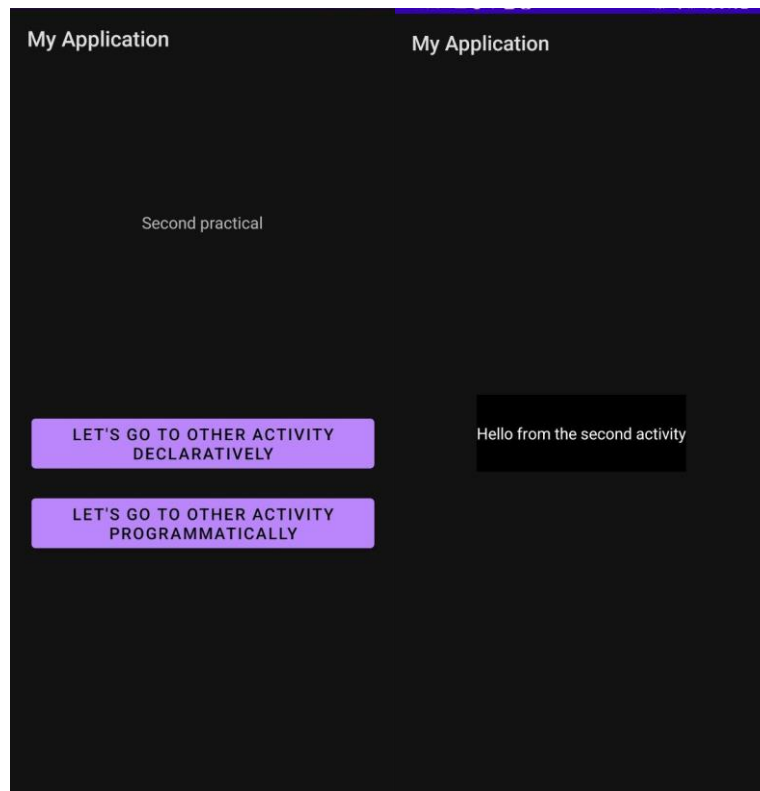 My Application
Second practical
LET'S GO TO OTHER ACTIVITY
DECLARATIVELY
LET'S GO TO OTHER ACTIVITY
PROGRAMMATICALLY
My Application
Hello from the second activity